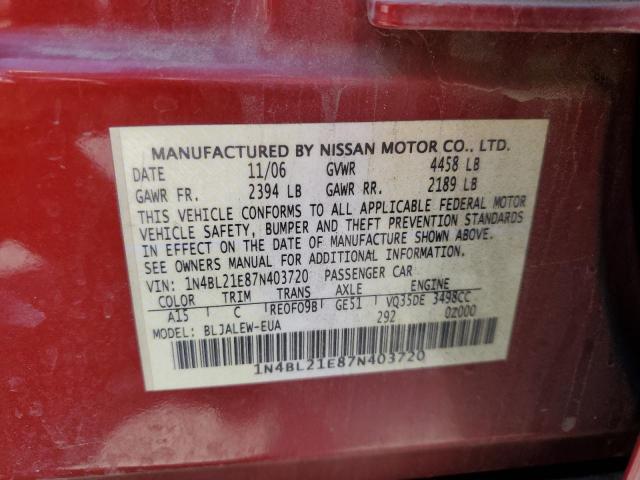 MANUFACTURED BY NISSAN MOTOR CO., LTD.
DATE 11/06 GVWR 4458 LB
GAWR FR. 2394 LB GAWR RR. 2189 LB
THIS VEHICLE CONFORMS TO ALL APPLICABLE FEDERAL MOTOR
VEHICLE SAFETY, BUMPER AND THEFT PREVENTION STANDARDS
IN EFFECT ON THE DATE OF MANUFACTURE SHOWN ABOVE.
SEE OWNERS MANUAL FOR ADDITIONAL INFORMATION.
VIN: 1N4BL21E87N403720 PASSENGER CAR
COLOR TRIM TRANS AXLE ENGINE
A15 C RE0F09B GE51 VQ35DE 3498CC
MODEL: BLJALEW-EUA 292 0Z000
1N4BL21E87N403720